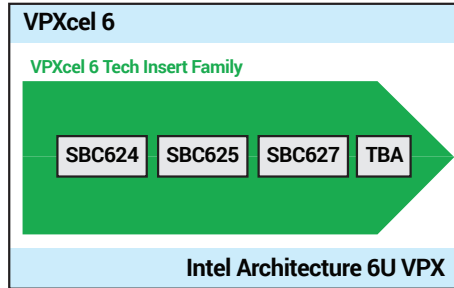 VPXcel 6
VPXcel 6 Tech Insert Family
SBC624 SBC625 SBC627 TBA
Intel Architecture 6U VPX